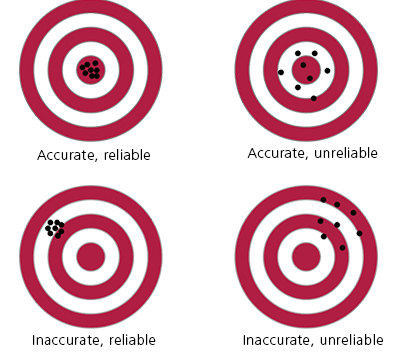 Accurate, reliable
Accurate, unreliable
Inaccurate, reliable
Inaccurate, unreliable